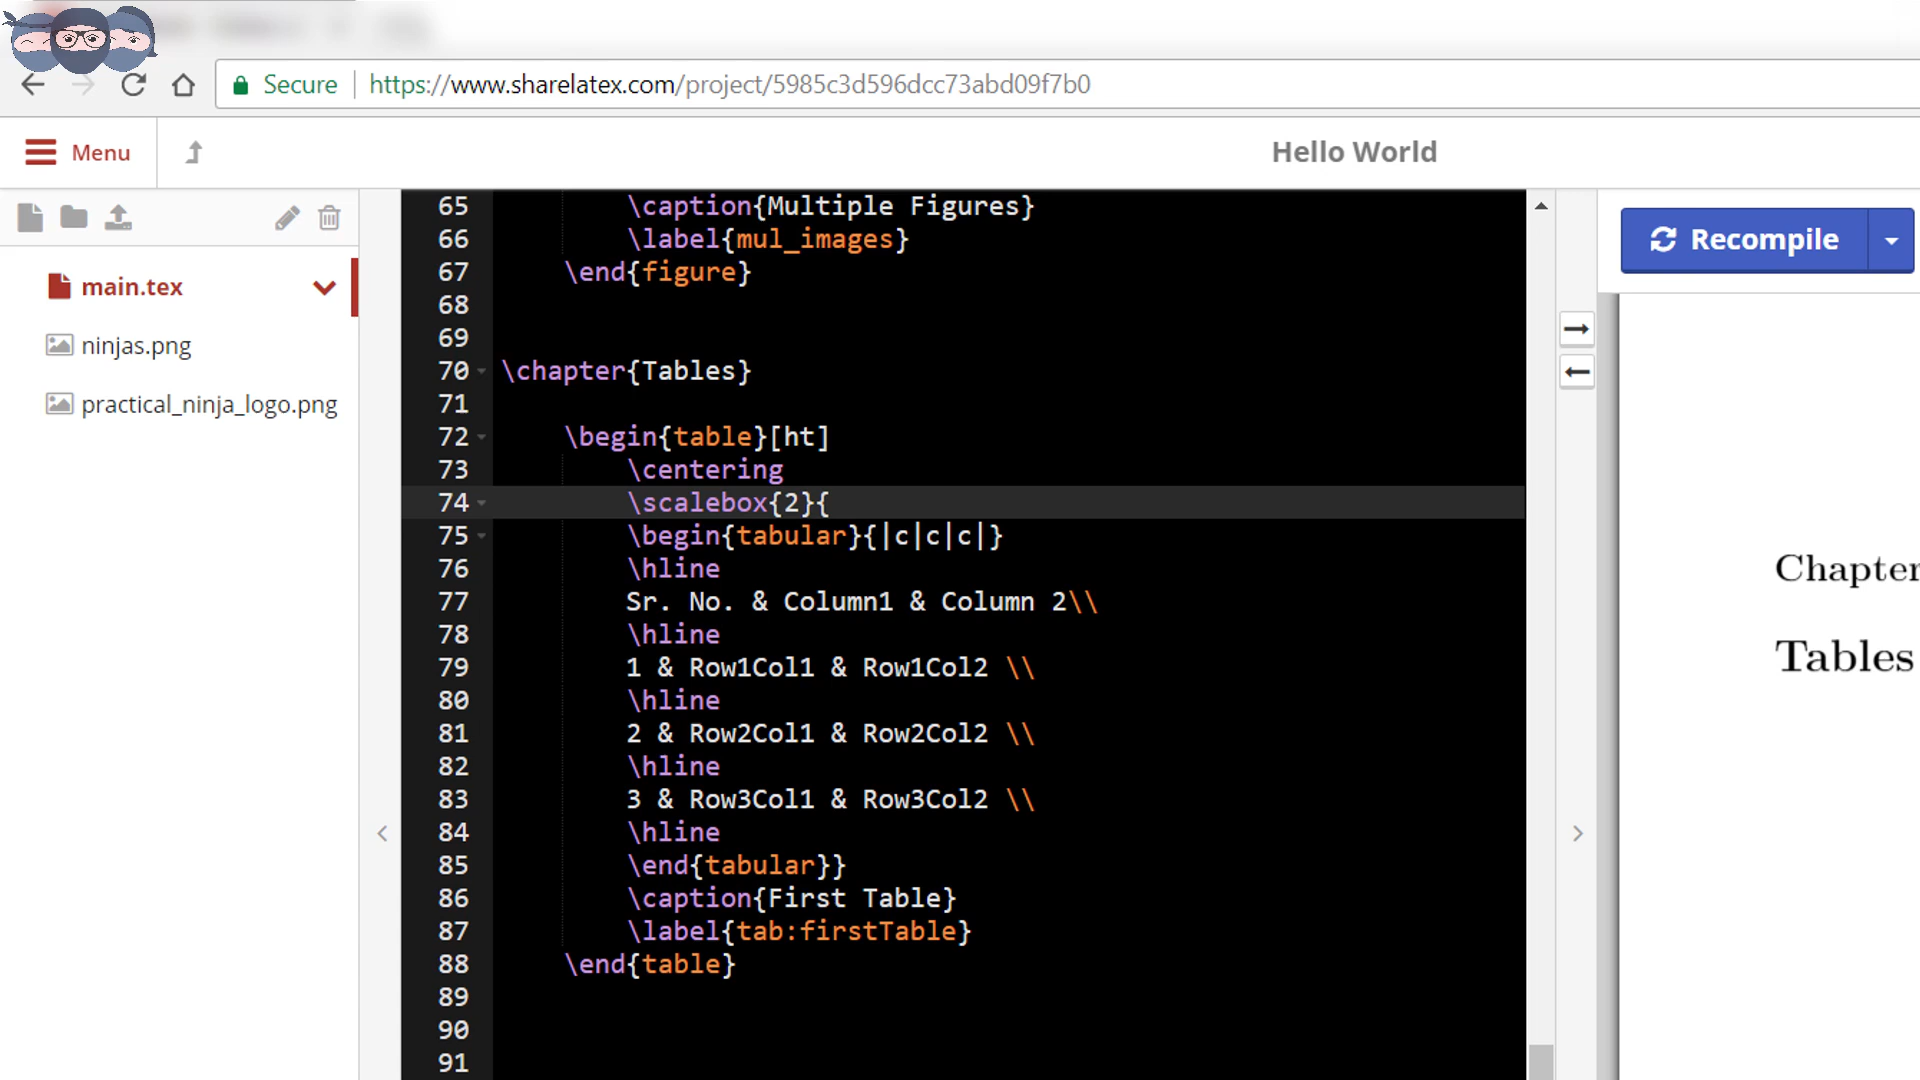 Secure https://www.sharelatex.com/project/5985c3d596dcc73abd09f7b0
Menu
Hello World
Recompile
main.tex
ninjas.png
practical_ninja_logo.png
65 \caption{Multiple Figures}
66 \label{mul_images}
67 \end{figure}
68
69
70 \chapter{Tables}
71
72 \begin{table}[ht]
73 \centering
74 \scalebox{2}{
75 \begin{tabular}{|c|c|c|}
76 \hline
77 Sr. No. & Column1 & Column 2\\
78 \hline
79 1 & Row1Col1 & Row1Col2 \\
80 \hline
81 2 & Row2Col1 & Row2Col2 \\
82 \hline
83 3 & Row3Col1 & Row3Col2 \\
84 \hline
85 \end{tabular}}
86 \caption{First Table}
87 \label{tab:firstTable}
88 \end{table}
89
90
91
Chapter
Tables